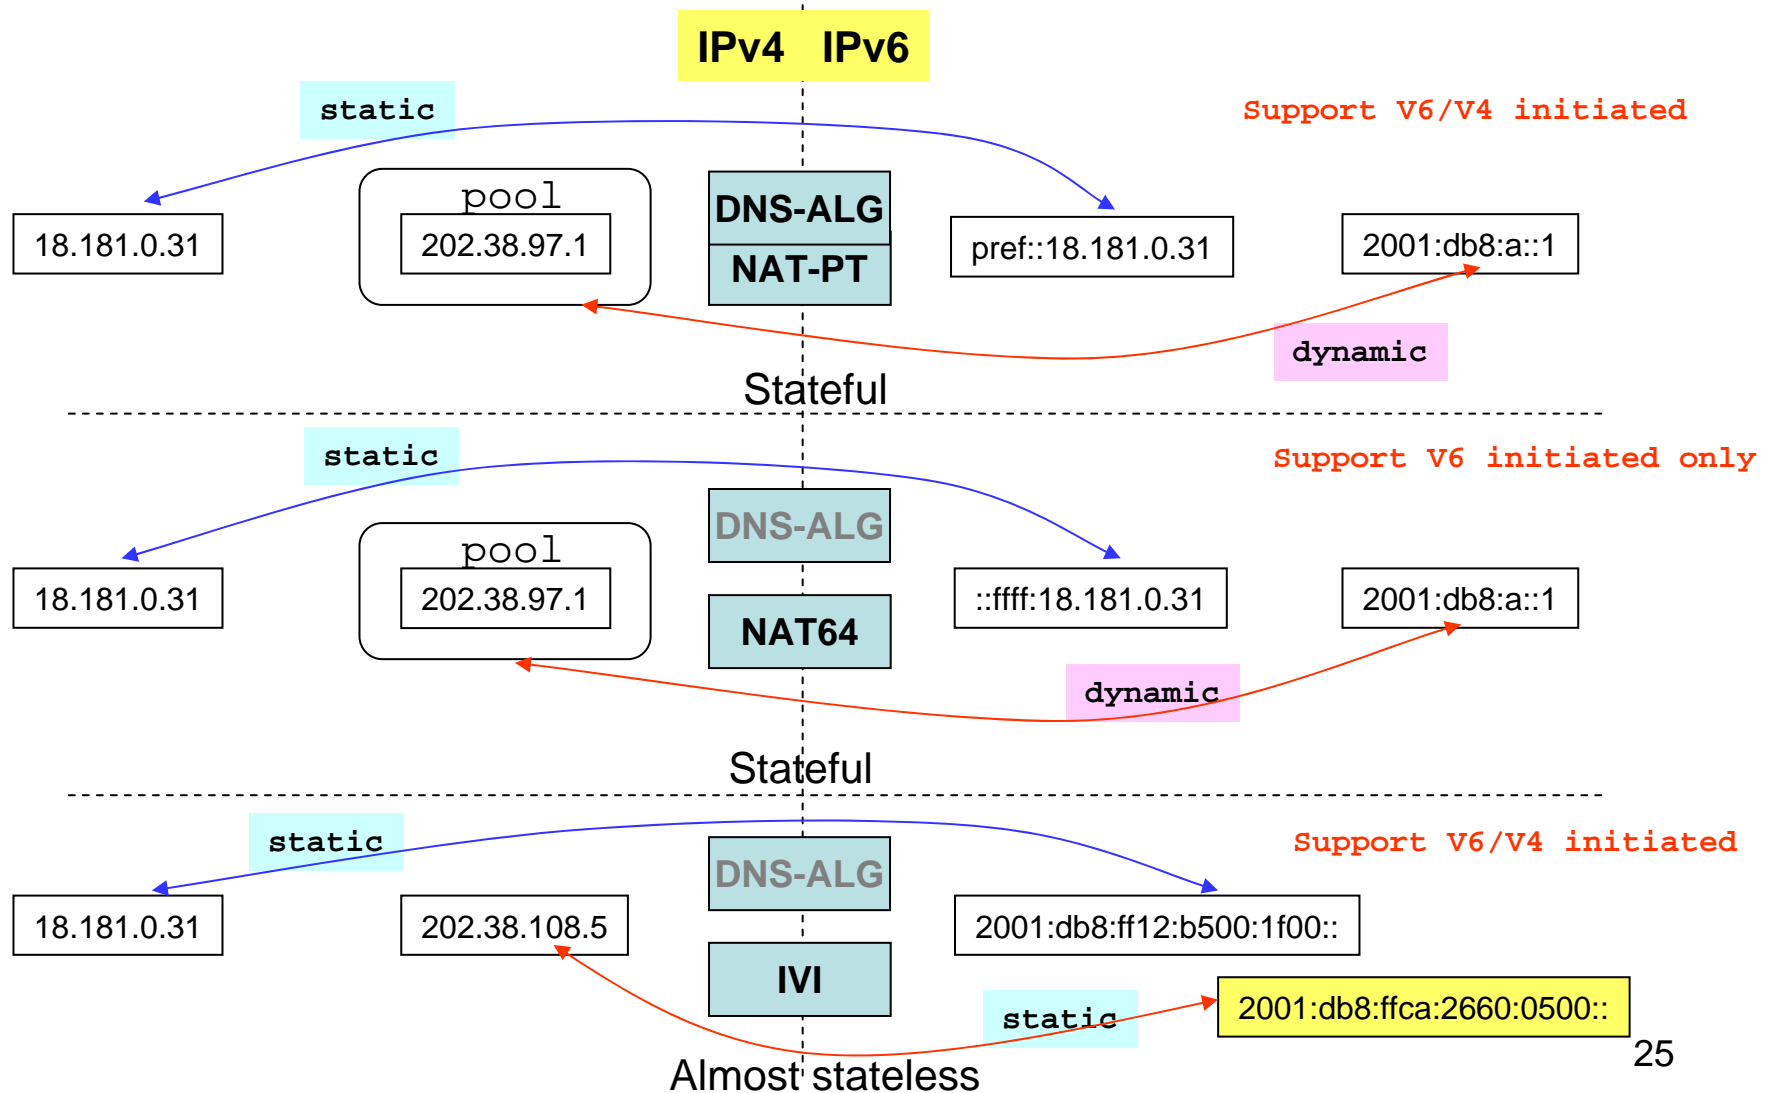 IPv4 IPv6
static
Support V6/V4 initiated
pool
DNS-ALG
18.181.0.31
202.38.97.1
pref::18.181.0.31
2001:db8:a::1
NAT-PT
dynamic
Stateful
static
Support V6 initiated only
DNS-ALG
pool
18.181.0.31
202.38.97.1
::ffff:18.181.0.31
2001:db8:a::1
NAT64
dynamic
Stateful
static
Support V6/V4 initiated
DNS-ALG
18.181.0.31
202.38.108.5
2001:db8:ff12:b500:1f00::
IVI
static
2001:db8:ffca:2660:0500::
25
Almost stateless